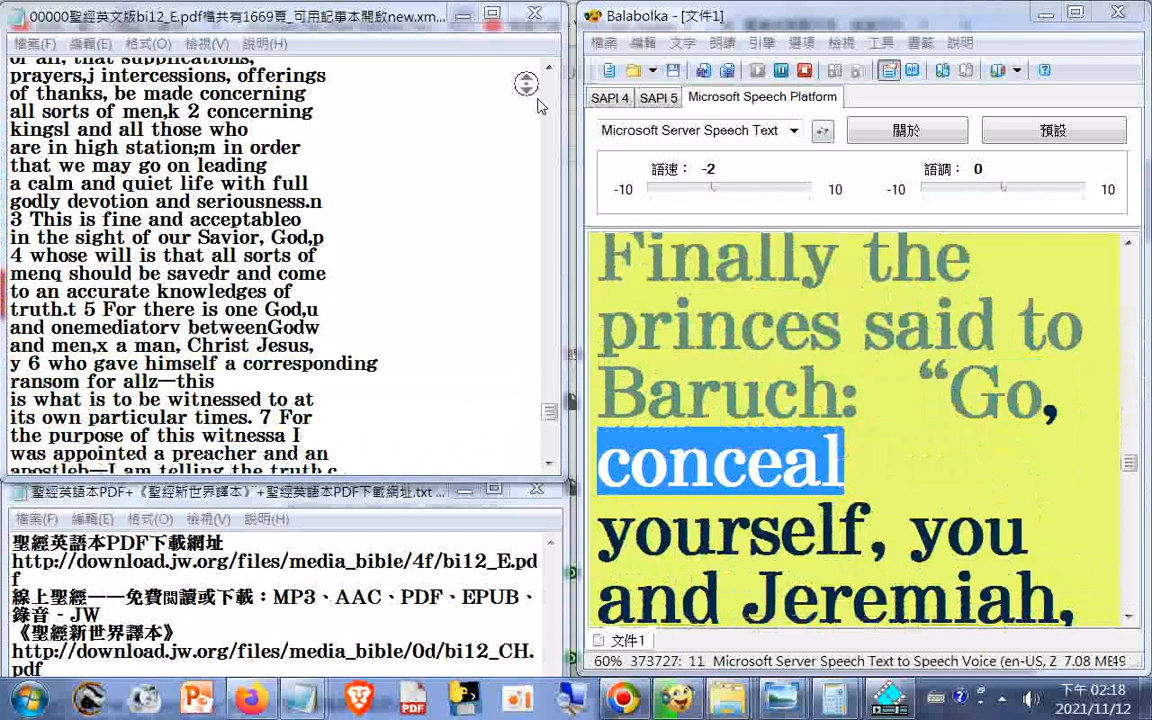 00000聖經英文版bi12_E.pdf檔共有1669頁_可用記事本開啟new.xm...
檔案(F) 編輯(E) 格式(O) 檢視(V) 說明(H)
of all, that supplications,
prayers,j intercessions, offerings
of thanks, be made concerning
all sorts of men,k 2 concerning
kingsl and all those who
are in high station;m in order
that we may go on leading
a calm and quiet life with full
godly devotion and seriousness.n
3 This is fine and acceptableo
in the sight of our Savior, God,p
4 whose will is that all sorts of
menq should be savedr and come
to an accurate knowledges of
truth.t 5 For there is one God,u
and onemediatorv betweenGodw
and men,x a man, Christ Jesus,
y 6 who gave himself a corresponding
ransom for allz—this
is what is to be witnessed to at
its own particular times. 7 For
the purpose of this witnessa I
was appointed a preacher and an
apostleb—I am telling the truth,c
聖經英語本PDF+《聖經新世界譯本》+聖經英語本PDF下載網址.txt ...
檔案(F) 編輯(E) 格式(O) 檢視(V) 說明(H)
聖經英語本PDF下載網址
http://download.jw.org/files/media_bible/4f/bi12_E.pd
f
線上聖經——免費閱讀或下載：MP3、AAC、PDF、EPUB、
錄音 - JW
《聖經新世界譯本》
http://download.jw.org/files/media_bible/0d/bi12_CH.
pdf
Balabolka - [文件1]
檔案 編輯 文字 朗讀 引擎 選項 檢視 工具 書籤 說明
SAPI 4 SAPI 5 Microsoft Speech Platform
Microsoft Server Speech Text 關於 預設
語速： -2 語調： 0
-10 10 -10 10
Finally the
princes said to
Baruch: “Go,
conceal
yourself, you
and Jeremiah,
文件1
60% 373727: 11 Microsoft Server Speech Text to Speech Voice (en-US, Z 7.08 MB
PDF
下午 02:18
2021/11/12